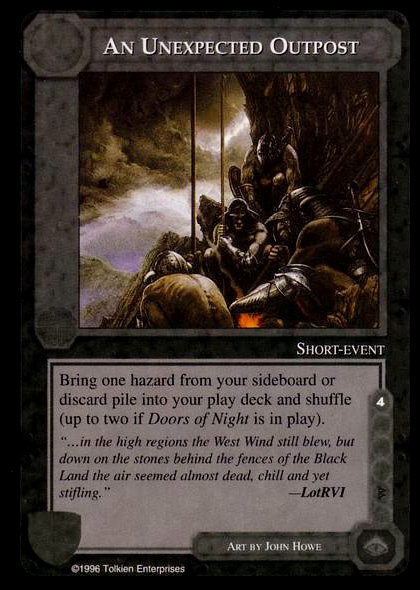 AN UNEXPECTED OUTPOST
SHORT-EVENT
Bring one hazard from your sideboard or
discard pile into your play deck and shuffle
(up to two if Doors of Night is in play).
4
“…in the high regions the West Wind still blew, but
down on the stones behind the fences of the Black
Land the air seemed almost dead, chill and yet
stifling.” —LotRVI
ART BY JOHN HOWE
©1996 Tolkien Enterprises